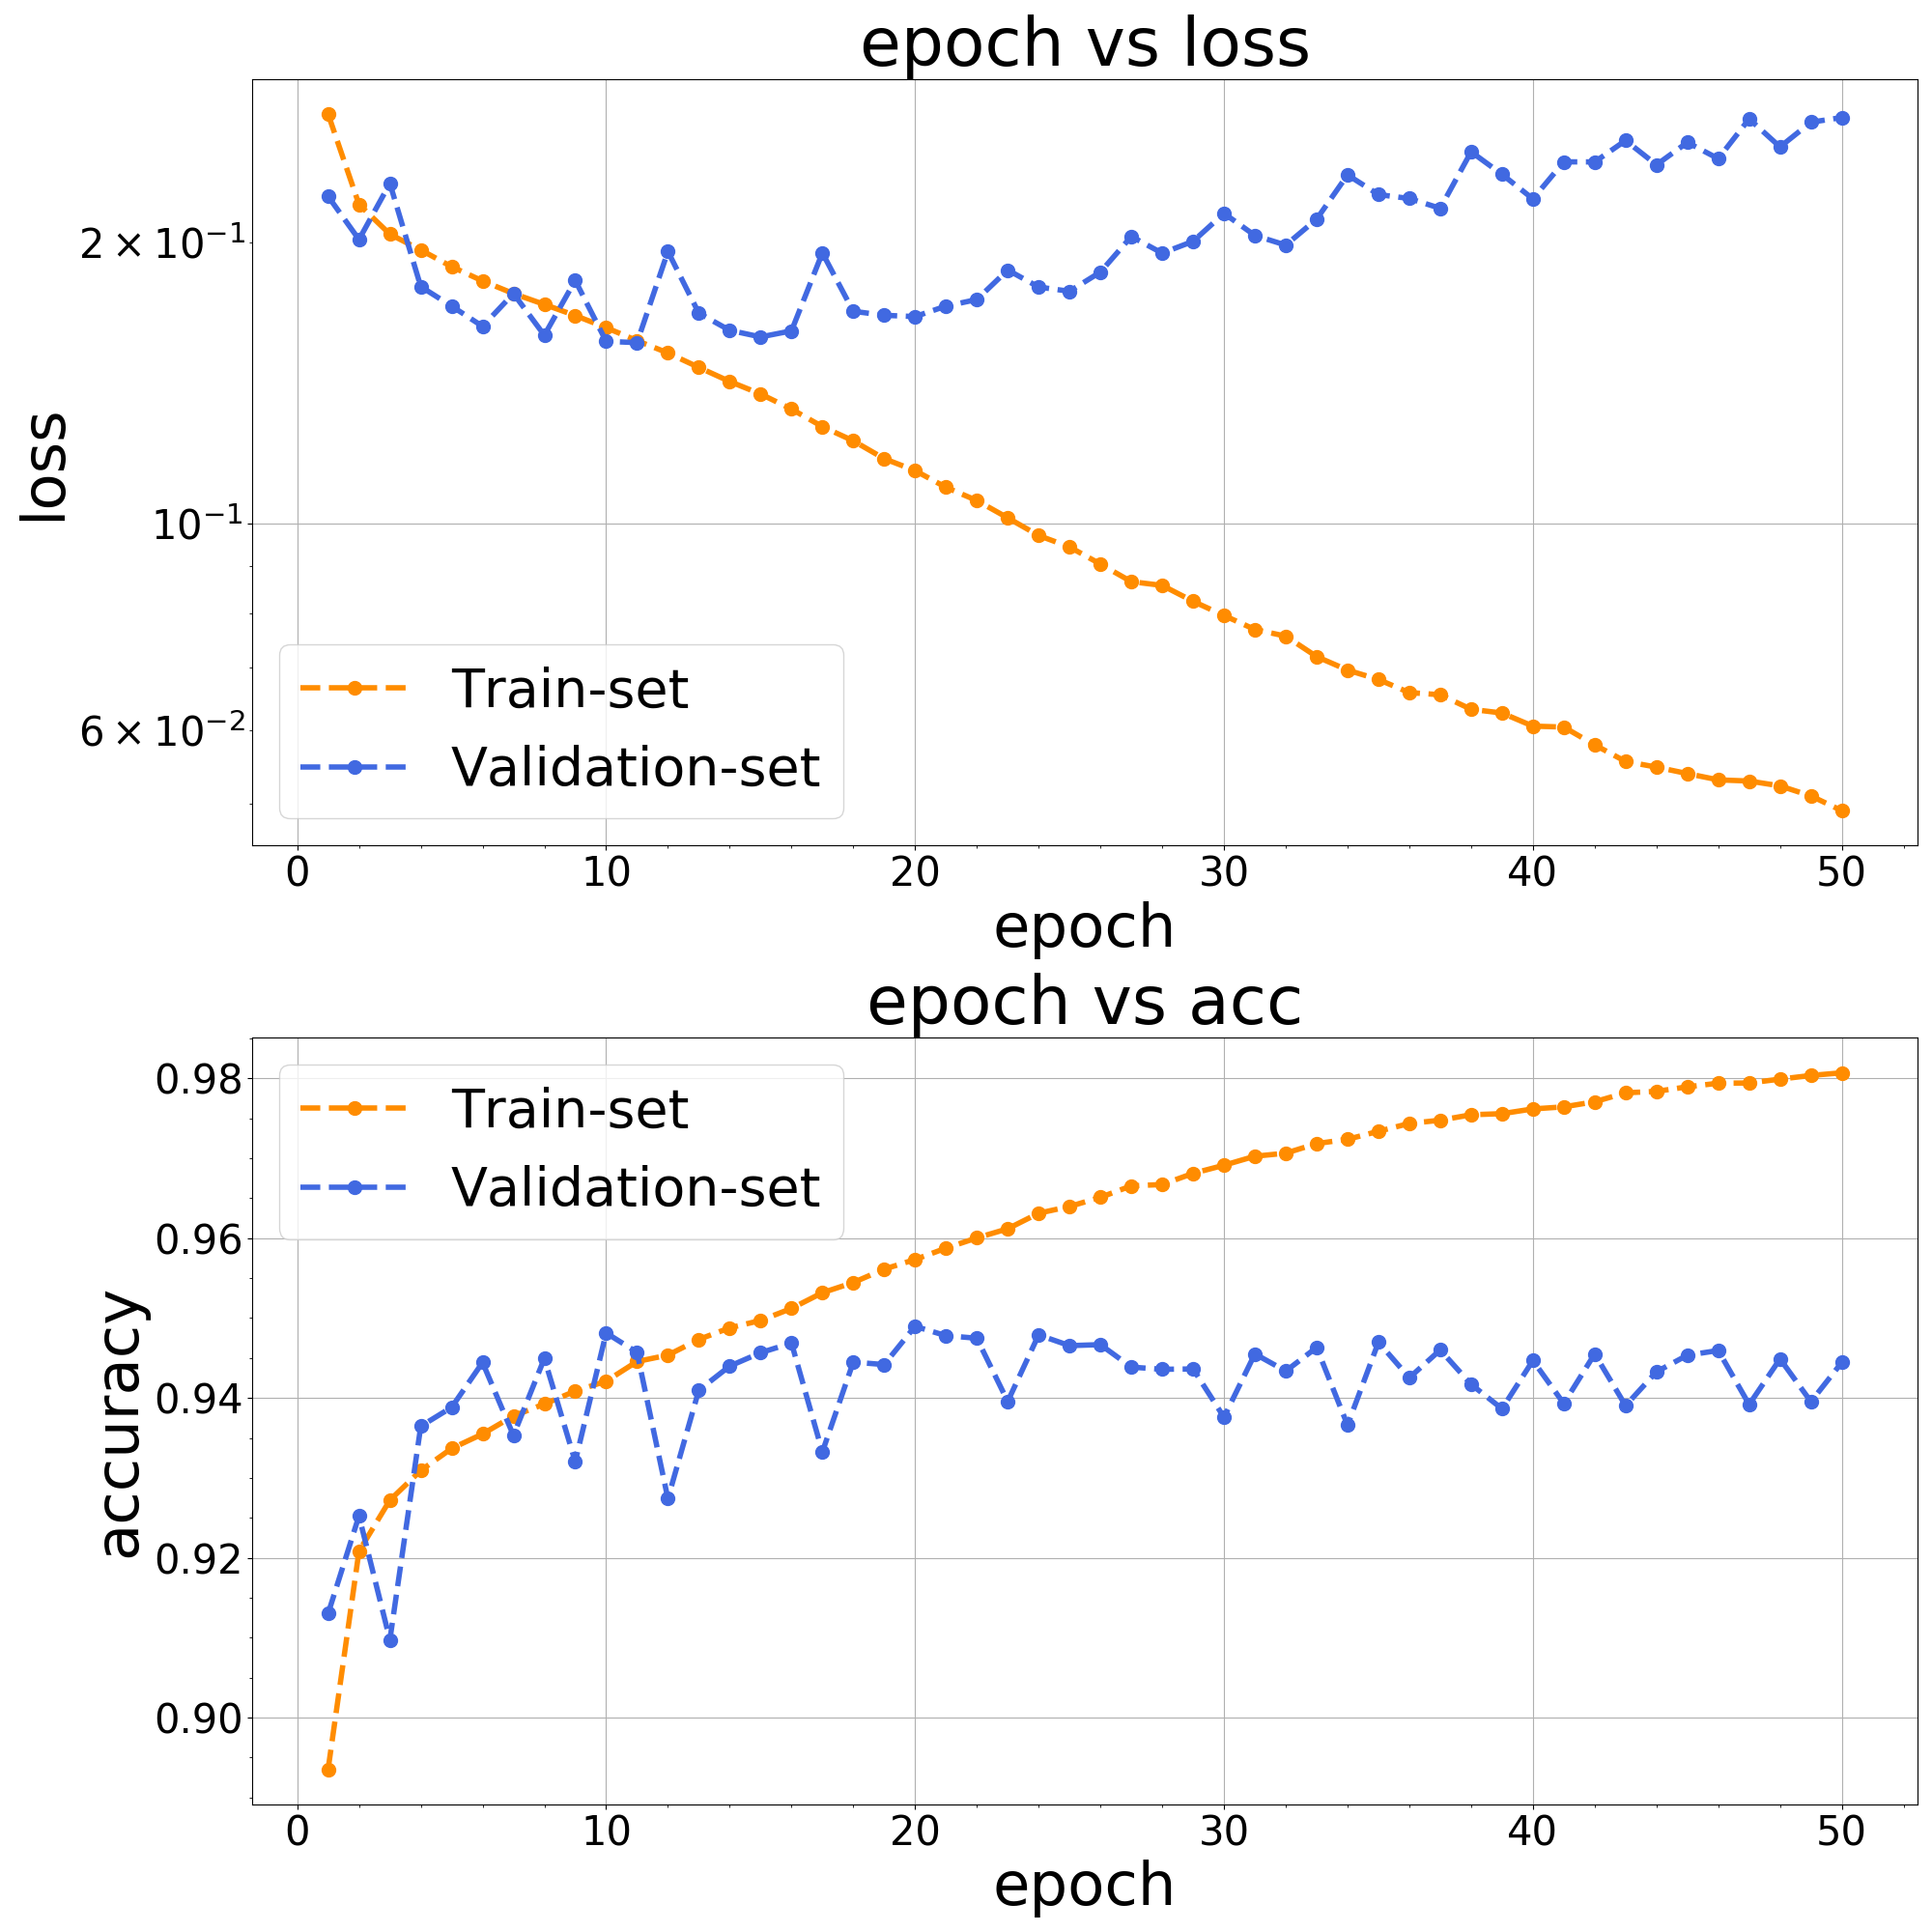 epoch vs loss
2 × 10⁻¹
10⁻¹
6 × 10⁻²
loss
Train-set
Validation-set
0 10 20 30 40 50
epoch
epoch vs acc
0.98
0.96
0.94
0.92
0.90
accuracy
Train-set
Validation-set
0 10 20 30 40 50
epoch